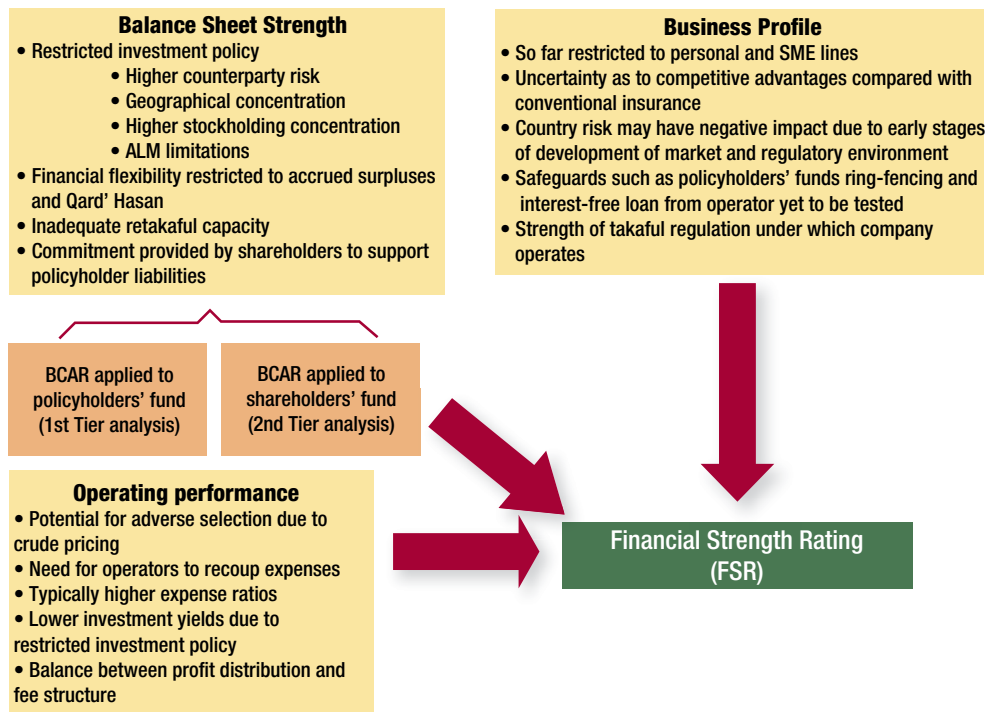 Balance Sheet Strength
• Restricted investment policy
• Higher counterparty risk
• Geographical concentration
• Higher stockholding concentration
• ALM limitations
• Financial flexibility restricted to accrued surpluses
and Qard' Hasan
• Inadequate retakaful capacity
• Commitment provided by shareholders to support
policyholder liabilities
Business Profile
• So far restricted to personal and SME lines
• Uncertainty as to competitive advantages compared with
conventional insurance
• Country risk may have negative impact due to early stages
of development of market and regulatory environment
• Safeguards such as policyholders' funds ring-fencing and
interest-free loan from operator yet to be tested
• Strength of takaful regulation under which company
operates
BCAR applied to
policyholders' fund
(1st Tier analysis)
BCAR applied to
shareholders' fund
(2nd Tier analysis)
Operating performance
• Potential for adverse selection due to
crude pricing
• Need for operators to recoup expenses
• Typically higher expense ratios
• Lower investment yields due to
restricted investment policy
• Balance between profit distribution and
fee structure
Financial Strength Rating
(FSR)